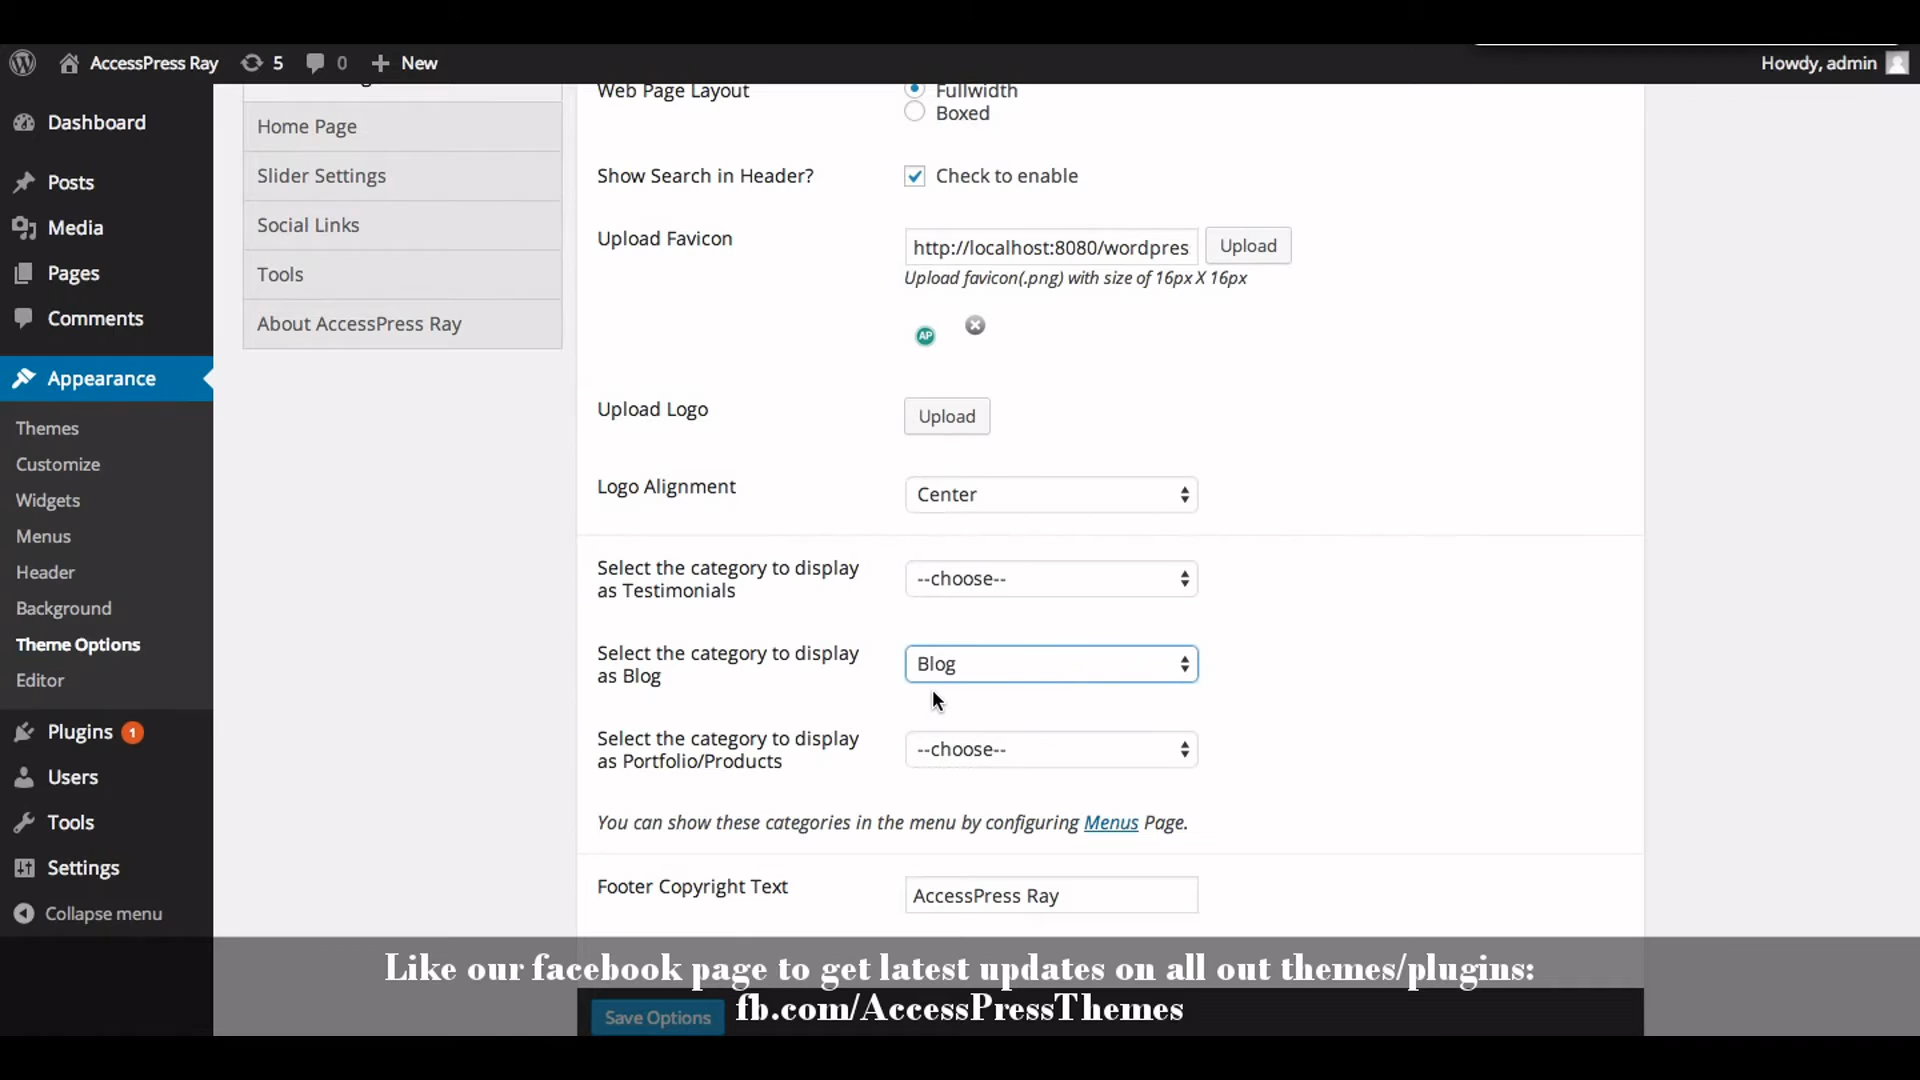 AccessPress Ray 5 0 New Howdy, admin
Dashboard
Posts
Media
Pages
Comments
Appearance
Themes
Customize
Widgets
Menus
Header
Background
Theme Options
Editor
Plugins 1
Users
Tools
Settings
Collapse menu
Home Page
Slider Settings
Social Links
Tools
About AccessPress Ray
Web Page Layout
Fullwidth
Boxed
Show Search in Header?
Check to enable
Upload Favicon
http://localhost:8080/wordpres
Upload
Upload favicon(.png) with size of 16px X 16px
AP
Upload Logo
Upload
Logo Alignment
Center
Select the category to display
as Testimonials
--choose--
Select the category to display
as Blog
Blog
Select the category to display
as Portfolio/Products
--choose--
You can show these categories in the menu by configuring Menus Page.
Footer Copyright Text
AccessPress Ray
Like our facebook page to get latest updates on all out themes/plugins:
fb.com/AccessPressThemes
Save Options